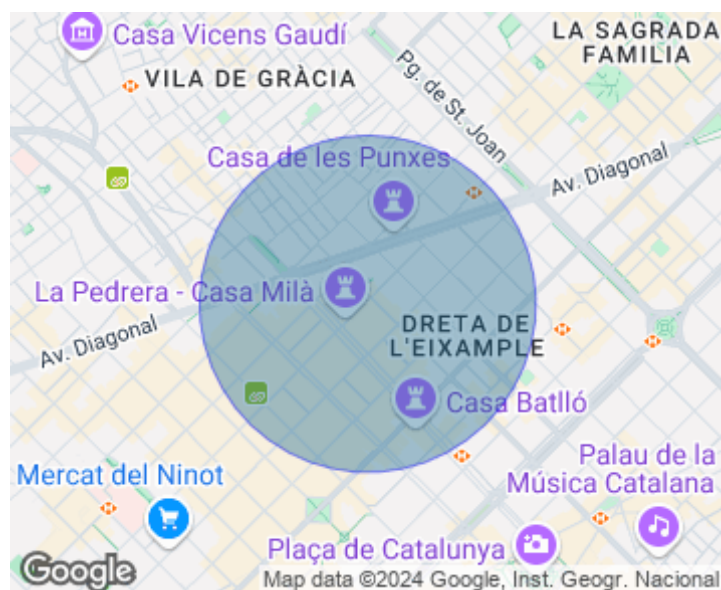 Casa Vicens Gaudí
LA SAGRADA
FAMILIA
VILA DE GRÀCIA
Pg. de St. Joan
Casa de les Punxes
Av. Diagonal
La Pedrera - Casa Milà
DRETA DE
L'EIXAMPLE
Av. Diagonal
Casa Batlló
Mercat del Ninot
Palau de la
Música Catalana
Plaça de Catalunya
Google
Map data ©2024 Google, Inst. Geogr. Nacional